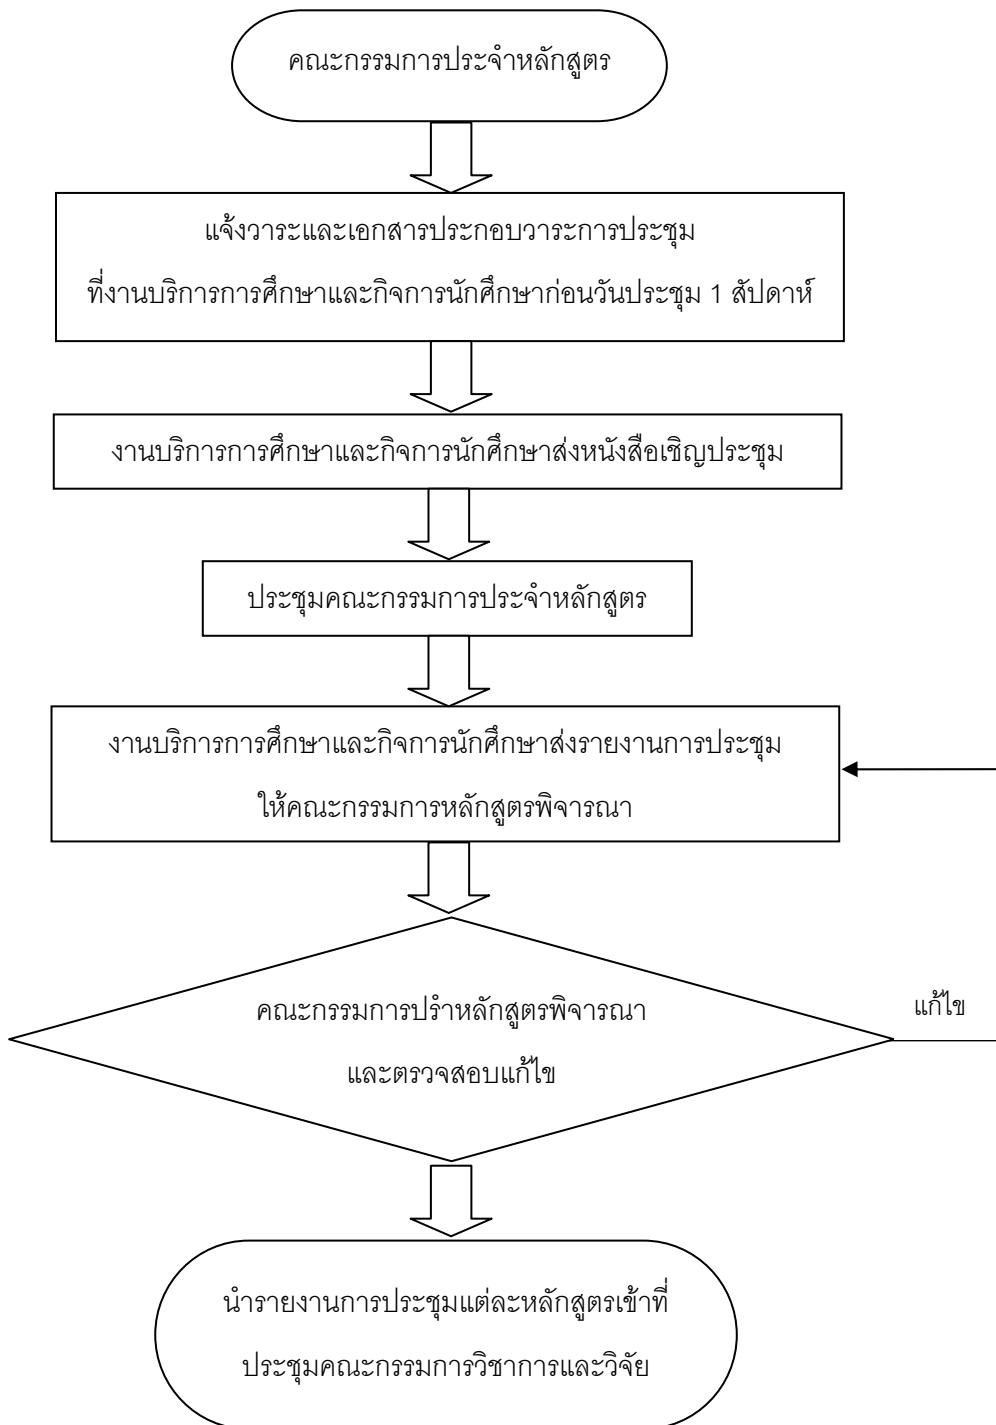 คณะกรรมการประจำหลักสูตร
แจ้งวาระและเอกสารประกอบวาระการประชุม
ที่งานบริการการศึกษาและกิจการนักศึกษาก่อนวันประชุม 1 สัปดาห์
งานบริการการศึกษาและกิจการนักศึกษาส่งหนังสือเชิญประชุม
ประชุมคณะกรรมการประจำหลักสูตร
งานบริการการศึกษาและกิจการนักศึกษาส่งรายงานการประชุม
ให้คณะกรรมการหลักสูตรพิจารณา
คณะกรรมการปรำหลักสูตรพิจารณา
และตรวจสอบแก้ไข
แก้ไข
นำรายงานการประชุมแต่ละหลักสูตรเข้าที่
ประชุมคณะกรรมการวิชาการและวิจัย